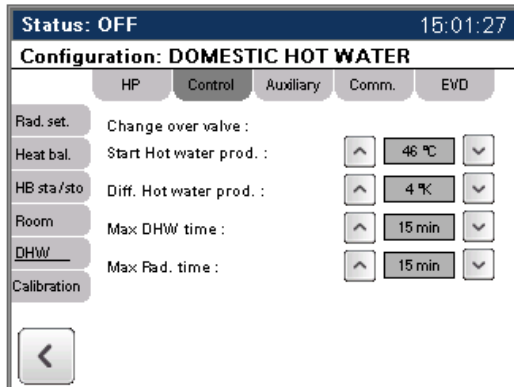 Status: OFF 15:01:27
Configuration: DOMESTIC HOT WATER
HP Control Auxiliary Comm. EVD
Rad. set.
Heat bal.
HB sta/sto
Room
DHW
Calibration
Change over valve :
Start Hot water prod. : 46 °C
Diff. Hot water prod. : 4 °K
Max DHW time : 15 min
Max Rad. time : 15 min